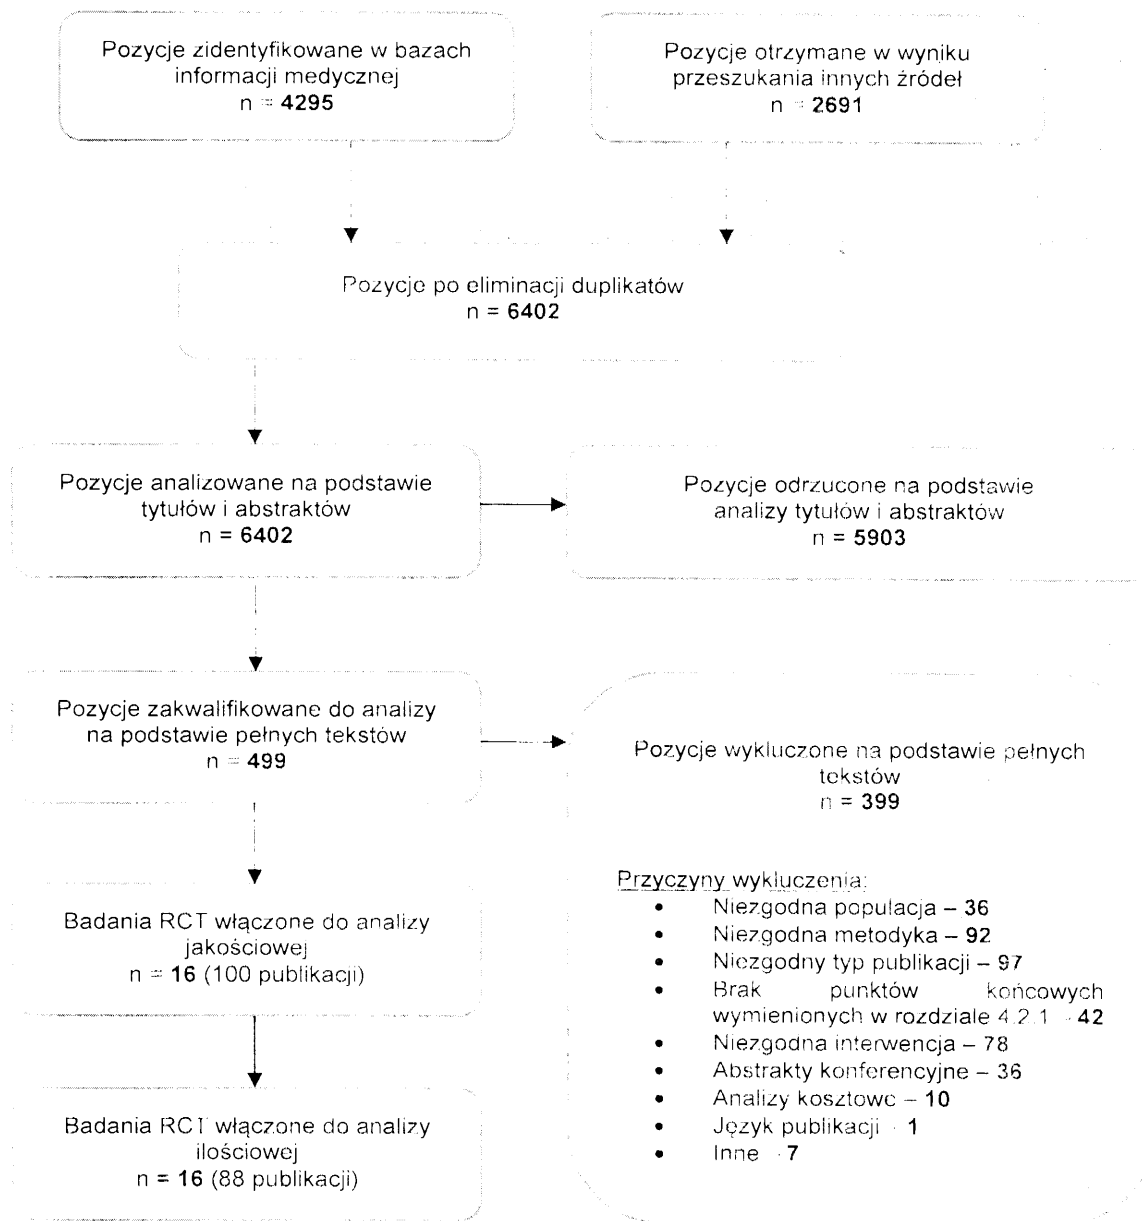 Pozycje zidentyfikowane w bazach
informacji medycznej
n = 4295
Pozycje otrzymane w wyniku
przeszukania innych źródeł
n = 2691
Pozycje po eliminacji duplikatów
n = 6402
Pozycje analizowane na podstawie
tytułów i abstraktów
n = 6402
Pozycje odrzucone na podstawie
analizy tytułów i abstraktów
n = 5903
Pozycje zakwalifikowane do analizy
na podstawie pełnych tekstów
n = 499
Pozycje wykluczone na podstawie pełnych
tekstów
n = 399
Przyczyny wykluczenia:
• Niezgodna populacja – 36
• Niezgodna metodyka – 92
• Niezgodny typ publikacji – 97
• Brak punktów końcowych
wymienionych w rozdziale 4.2.1 - 42
• Niezgodna interwencja – 78
• Abstrakty konferencyjne – 36
• Analizy kosztowe – 10
• Język publikacji - 1
• Inne - 7
Badania RCT włączone do analizy
jakościowej
n = 16 (100 publikacji)
Badania RCT włączone do analizy
ilościowej
n = 16 (88 publikacji)